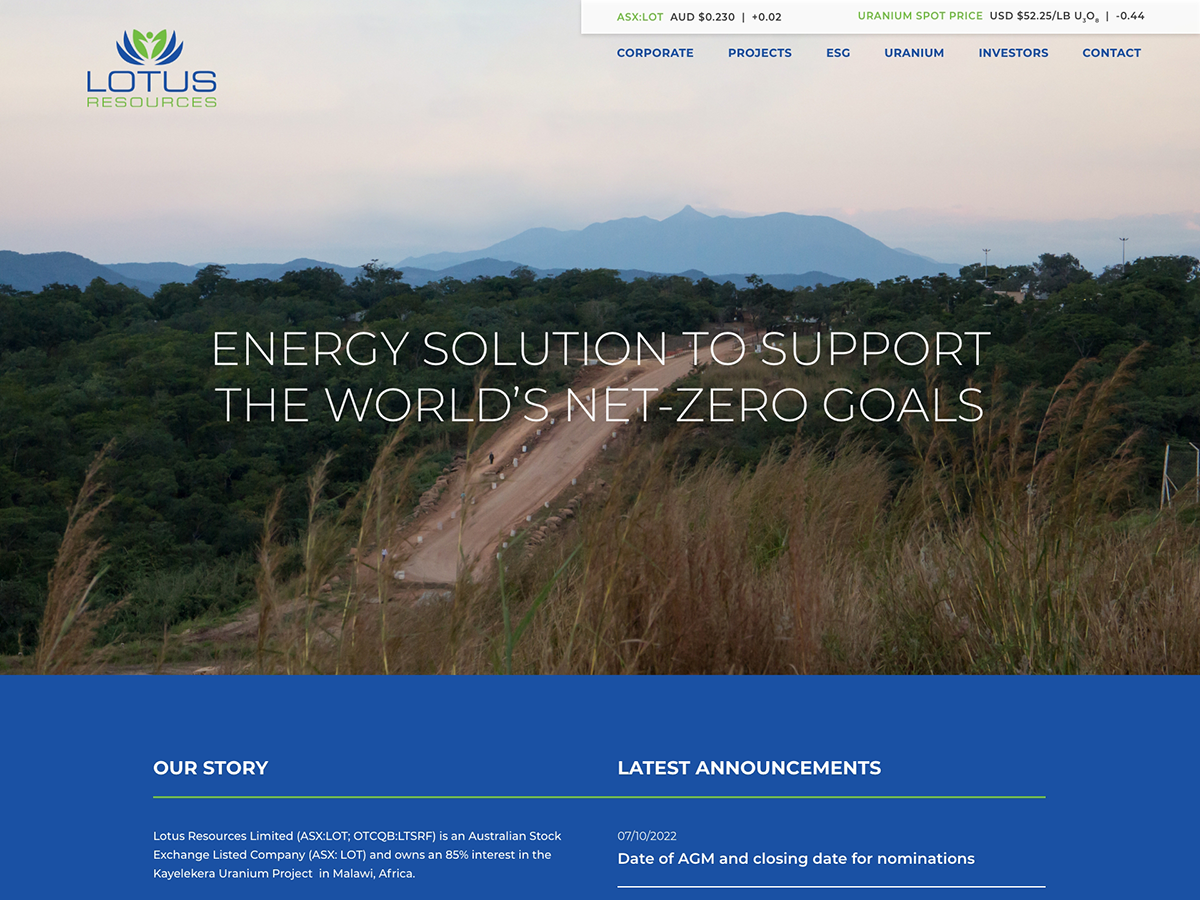 ASX:LOT AUD $0.230 | +0.02
URANIUM SPOT PRICE USD $52.25/LB U₃O₈ | -0.44
LOTUS
RESOURCES
CORPORATE PROJECTS ESG URANIUM INVESTORS CONTACT
ENERGY SOLUTION TO SUPPORT
THE WORLD’S NET-ZERO GOALS
OUR STORY
Lotus Resources Limited (ASX:LOT; OTCQB:LTSRF) is an Australian Stock
Exchange Listed Company (ASX: LOT) and owns an 85% interest in the
Kayelekera Uranium Project in Malawi, Africa.
LATEST ANNOUNCEMENTS
07/10/2022
Date of AGM and closing date for nominations